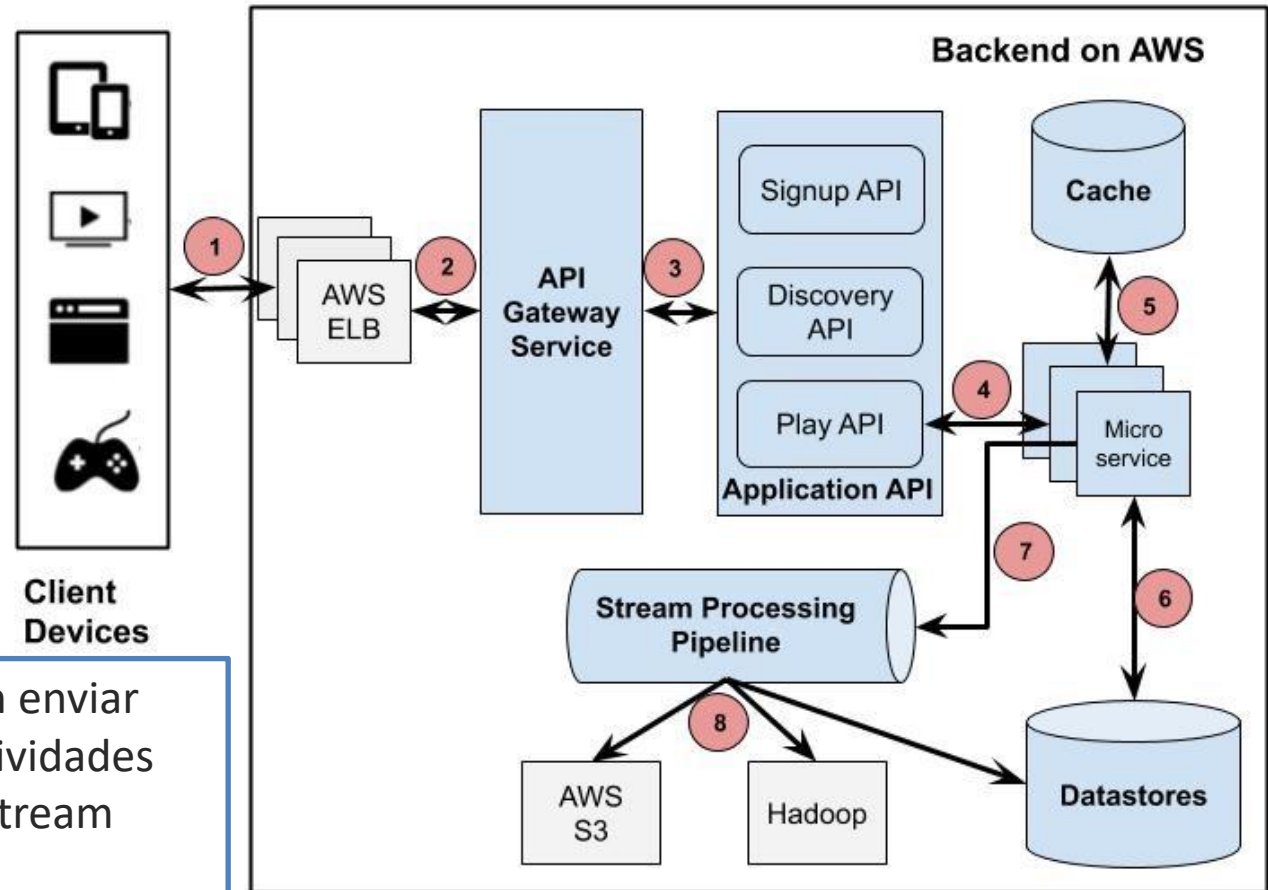 Backend on AWS
Client
Devices
1
AWS
ELB
2
API
Gateway
Service
3
Signup API
Discovery
API
Play API
Application API
4
Cache
5
Micro
service
6
7
Stream Processing
Pipeline
8
AWS
S3
Hadoop
Datastores
enviar
ividades
tream